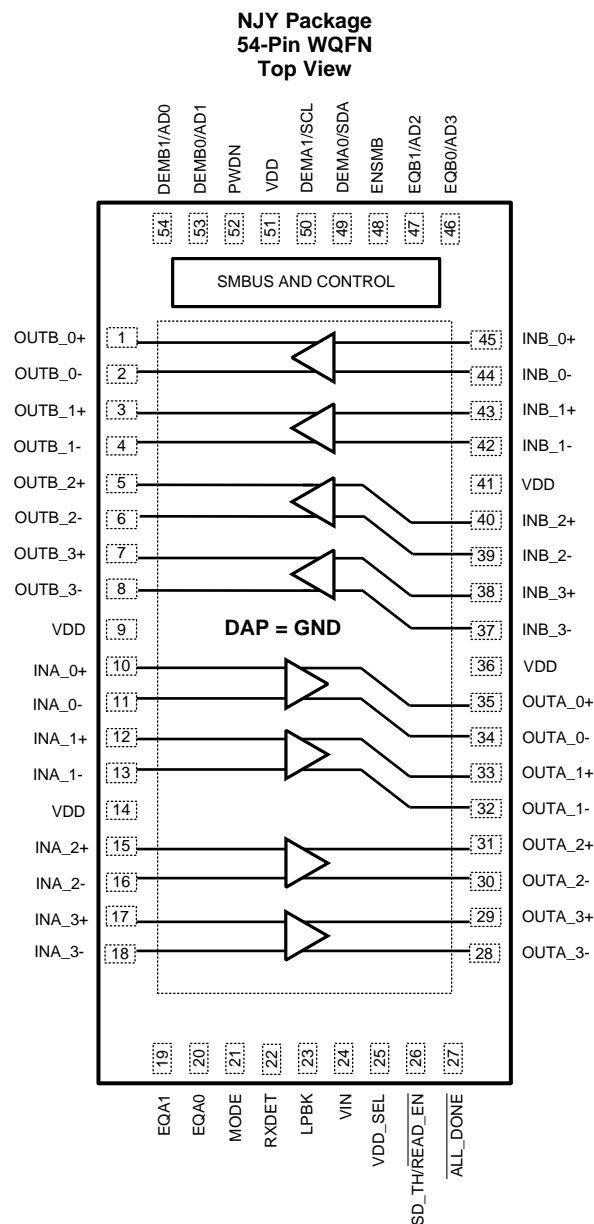 NJY Package
54-Pin WQFN
Top View
DEMB1/AD0
DEMB0/AD1
PWDN
VDD
DEMA1/SCL
DEMA0/SDA
ENSMB
EQB1/AD2
EQB0/AD3
54
53
52
51
50
49
48
47
46
SMBUS AND CONTROL
OUTB_0+ 1 45 INB_0+
OUTB_0- 2 44 INB_0-
OUTB_1+ 3 43 INB_1+
OUTB_1- 4 42 INB_1-
OUTB_2+ 5 41 VDD
OUTB_2- 6 40 INB_2+
OUTB_3+ 7 39 INB_2-
OUTB_3- 8 38 INB_3+
VDD 9 DAP = GND 37 INB_3-
INA_0+ 10 36 VDD
INA_0- 11 35 OUTA_0+
INA_1+ 12 34 OUTA_0-
INA_1- 13 33 OUTA_1+
VDD 14 32 OUTA_1-
INA_2+ 15 31 OUTA_2+
INA_2- 16 30 OUTA_2-
INA_3+ 17 29 OUTA_3+
INA_3- 18 28 OUTA_3-
19
20
21
22
23
24
25
26
27
EQA1
EQA0
MODE
RXDET
LPBK
VIN
VDD_SEL
SD_TH/READ_EN
ALL_DONE